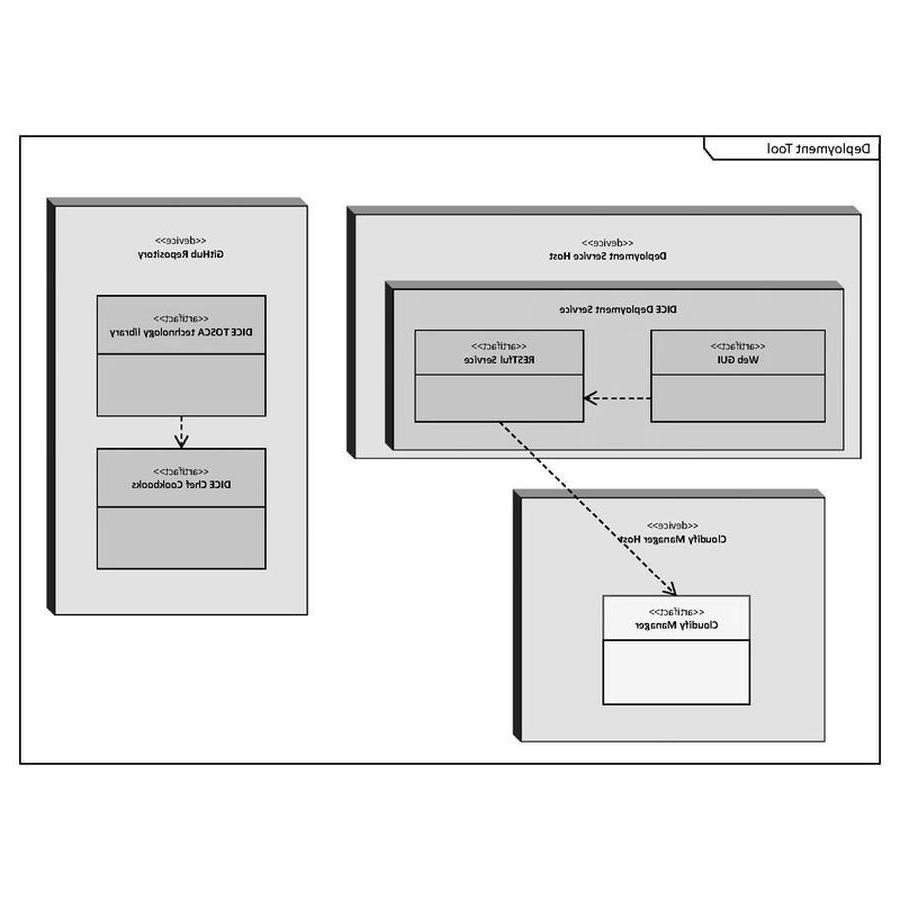 Deployment Tool
<<device>>
Deployment Service Host
DICE Deployment Service
<<artifact>>
Web GUI
<<artifact>>
RESTful Service
<<device>>
GitHub Repository
<<artifact>>
DICE TOSCA technology library
<<artifact>>
DICE Chef Cookbooks
<<device>>
Cloudify Manager Host
<<artifact>>
Cloudify Manager